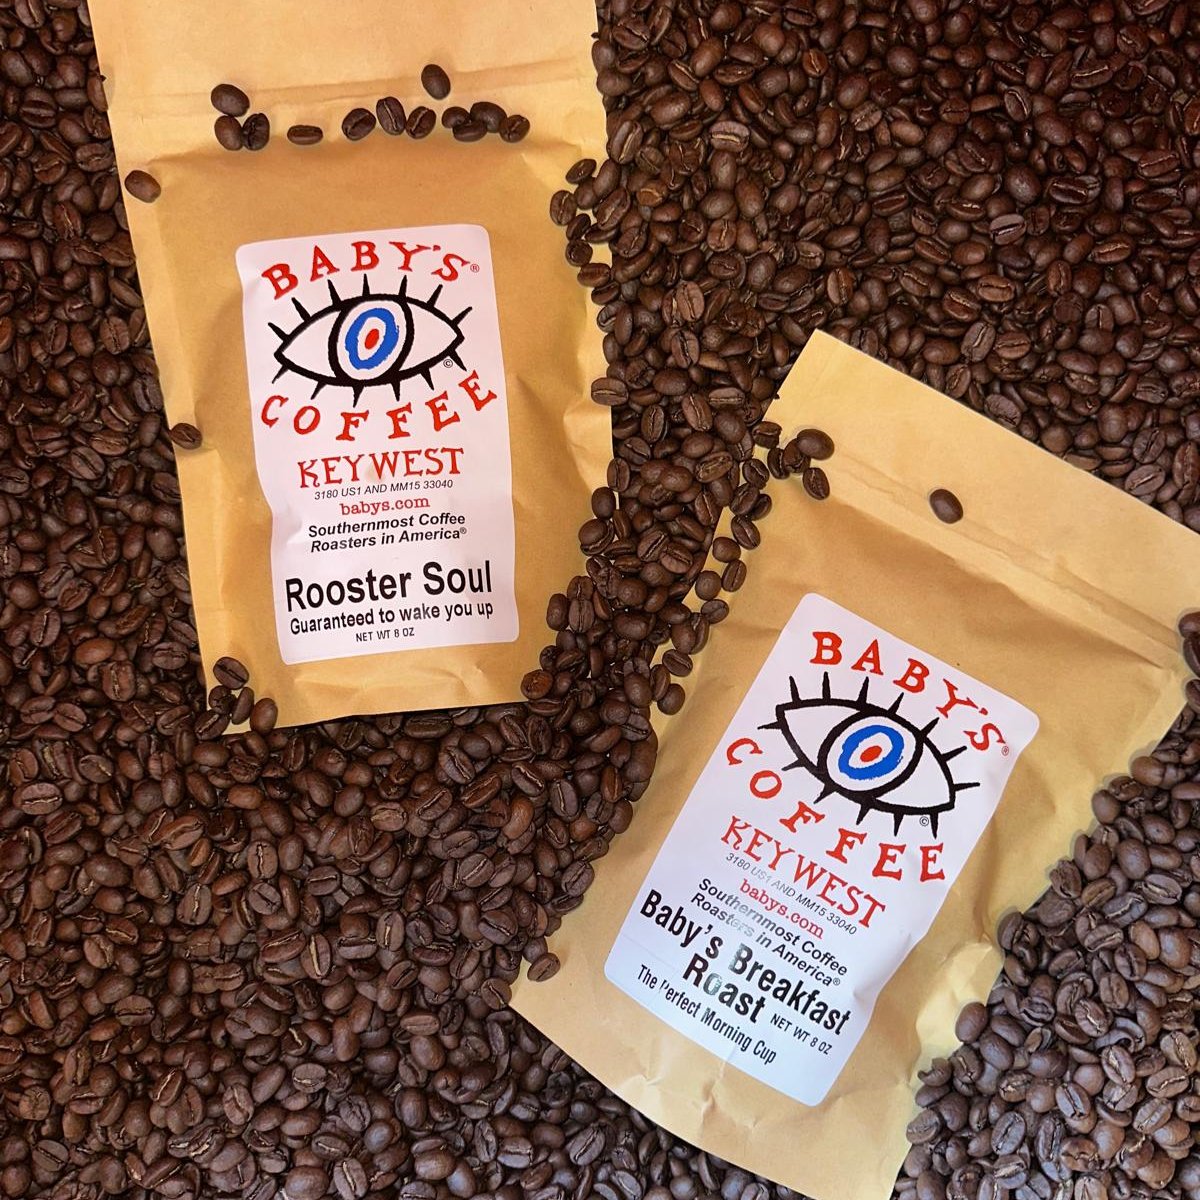 BABY'S®
©
COFFEE
KEY WEST
3180 US1 AND MM15 33040
babys.com
Southernmost Coffee
Roasters in America®
Rooster Soul
Guaranteed to wake you up
NET WT 8 OZ
BABY'S®
©
COFFEE
KEY WEST
3180 US1 AND MM15 33040
babys.com
Southernmost Coffee
Roasters in America®
Baby's Breakfast
Roast NET WT 8 OZ
The Perfect Morning Cup